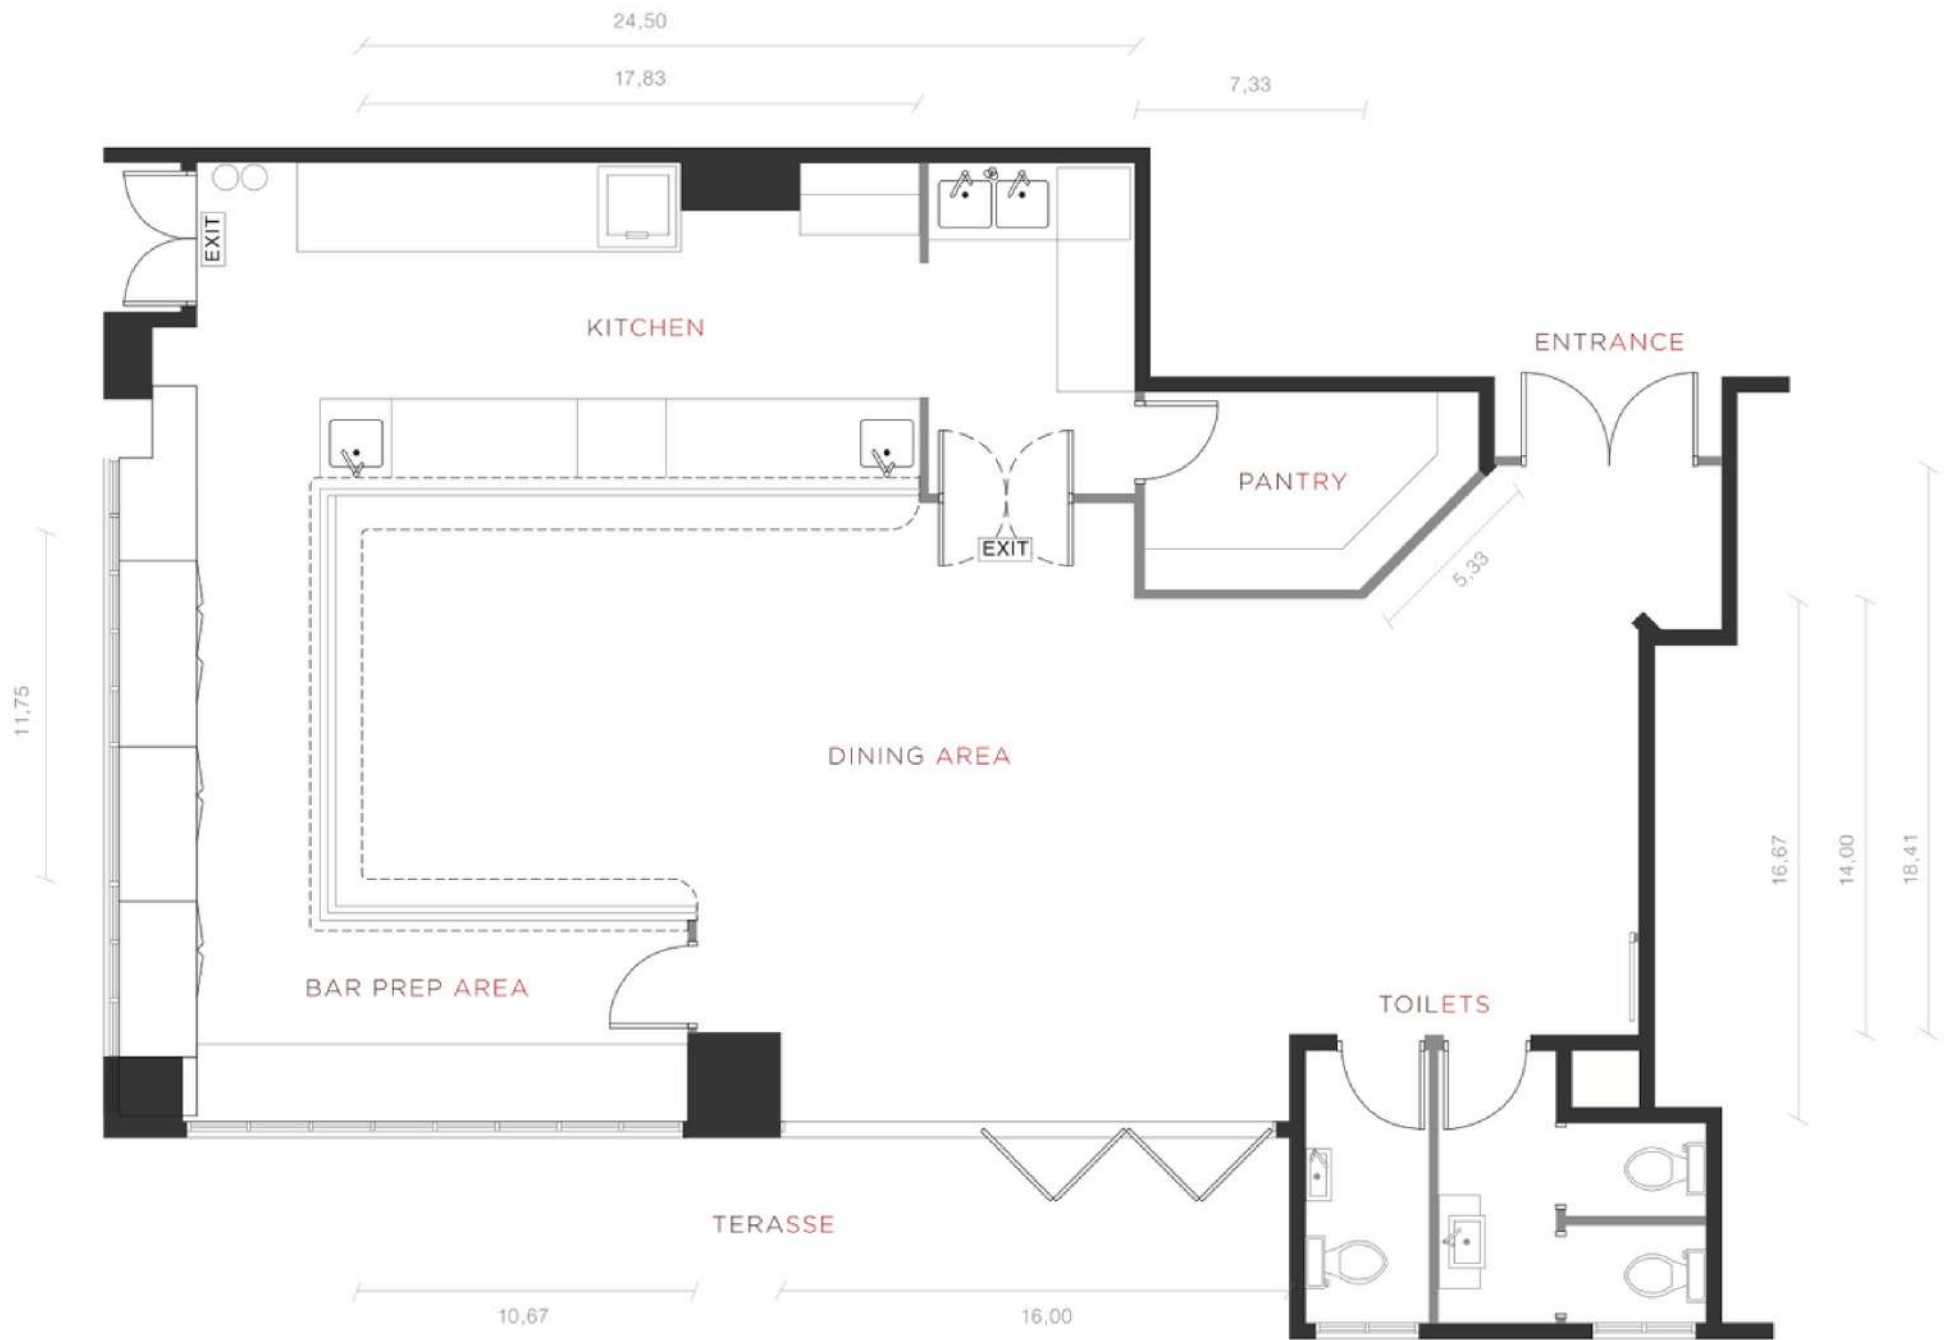 24,50
17,83
7,33
EXIT
KITCHEN
ENTRANCE
PANTRY
EXIT
5,33
11,75
DINING AREA
16,67
14,00
18,41
BAR PREP AREA
TOILETS
TERASSE
10,67
16,00